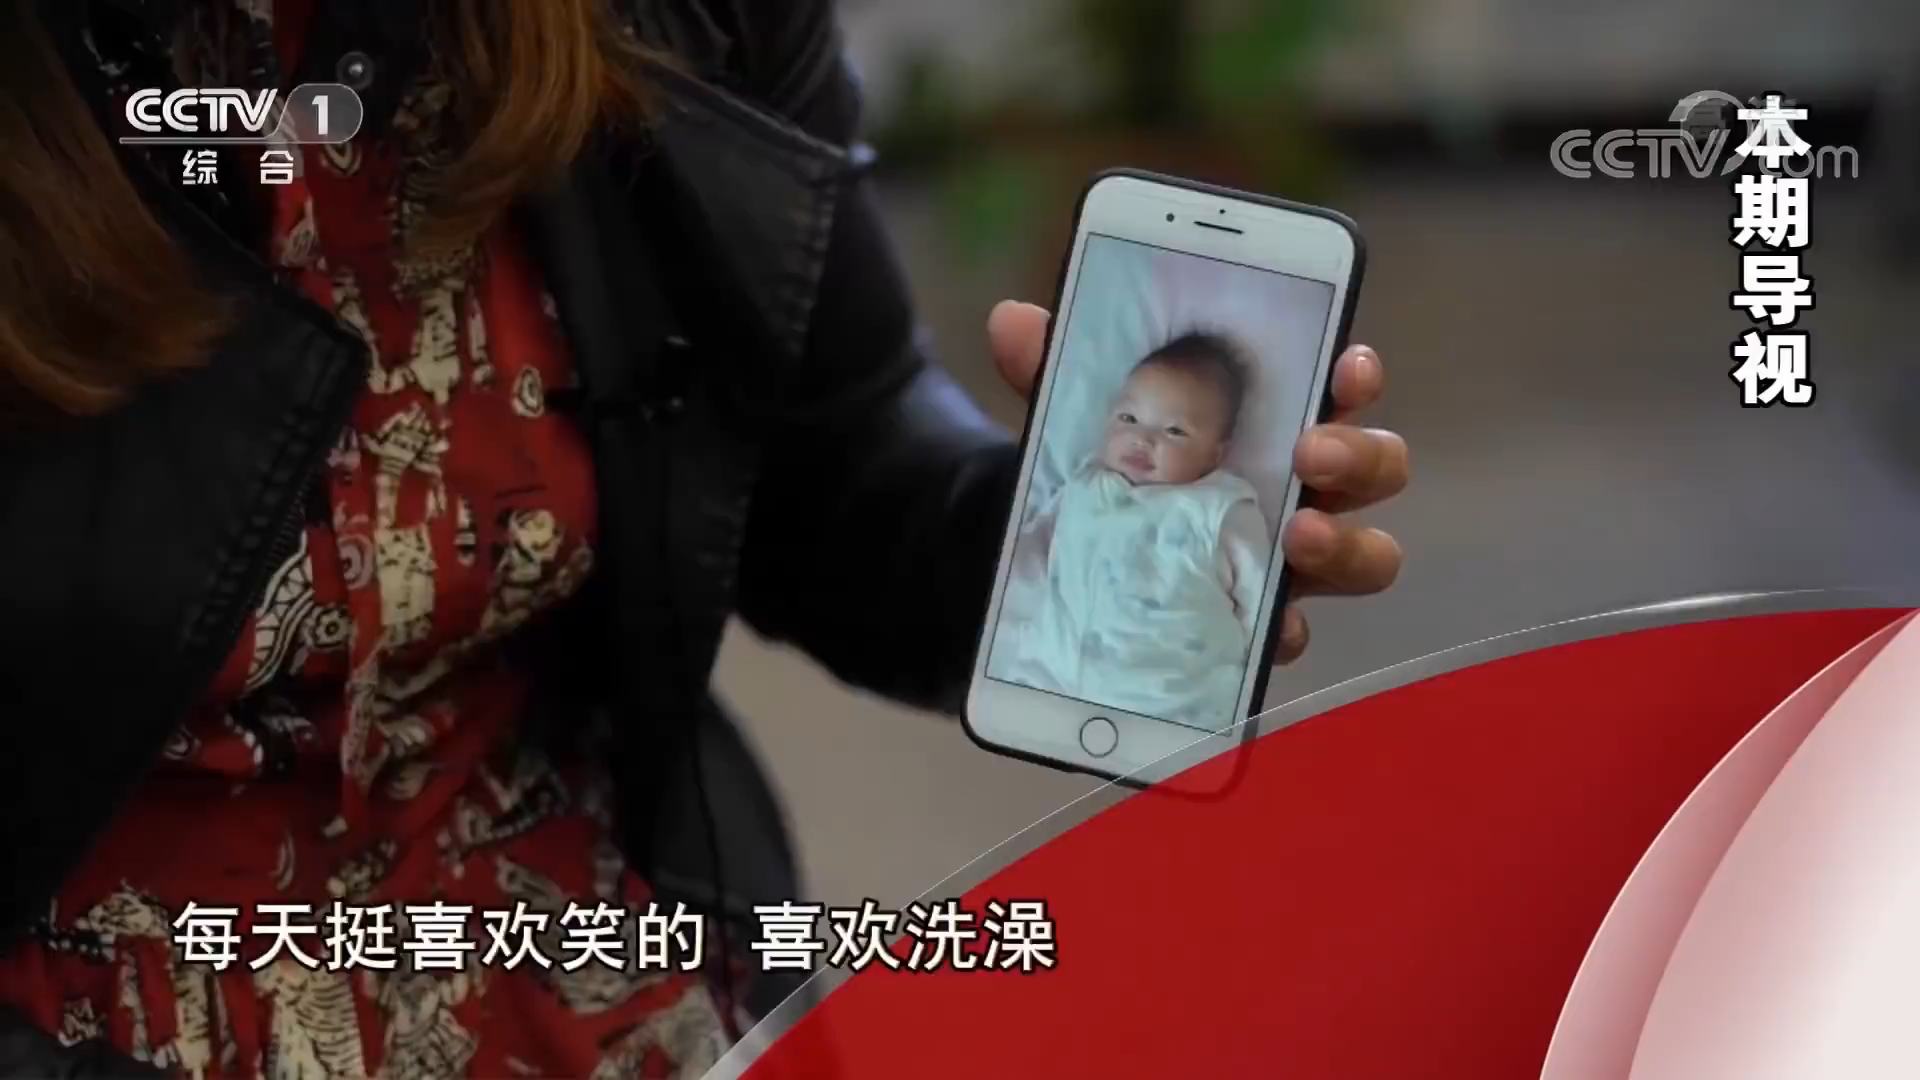 CCTV 1
综合
CCTV.com
本期导视
每天挺喜欢笑的 喜欢洗澡